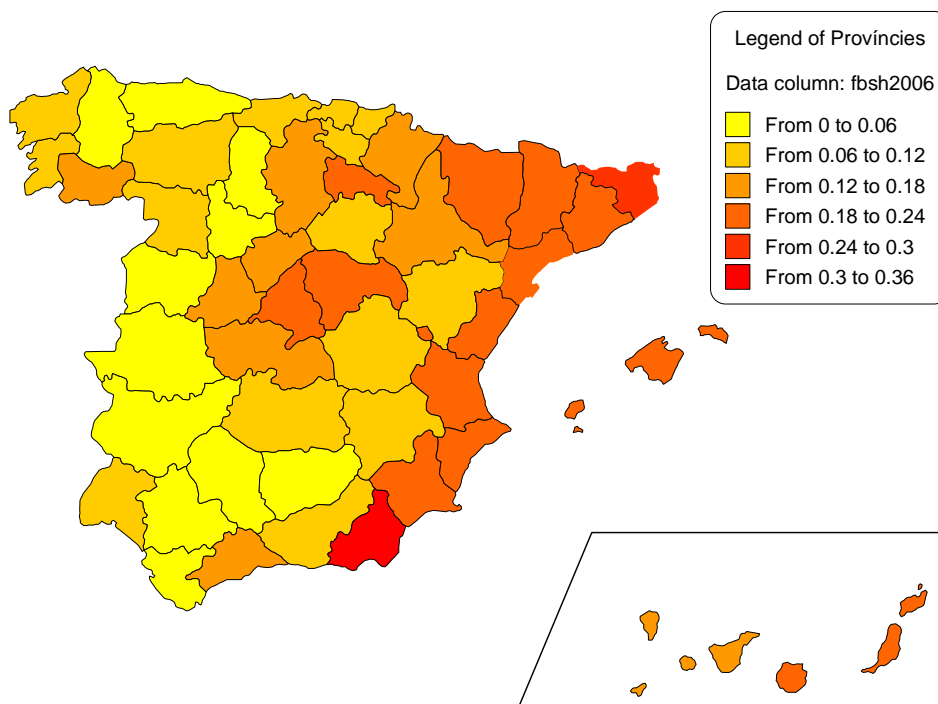 Legend of Províncies
Data column: fbsh2006
From 0 to 0.06
From 0.06 to 0.12
From 0.12 to 0.18
From 0.18 to 0.24
From 0.24 to 0.3
From 0.3 to 0.36